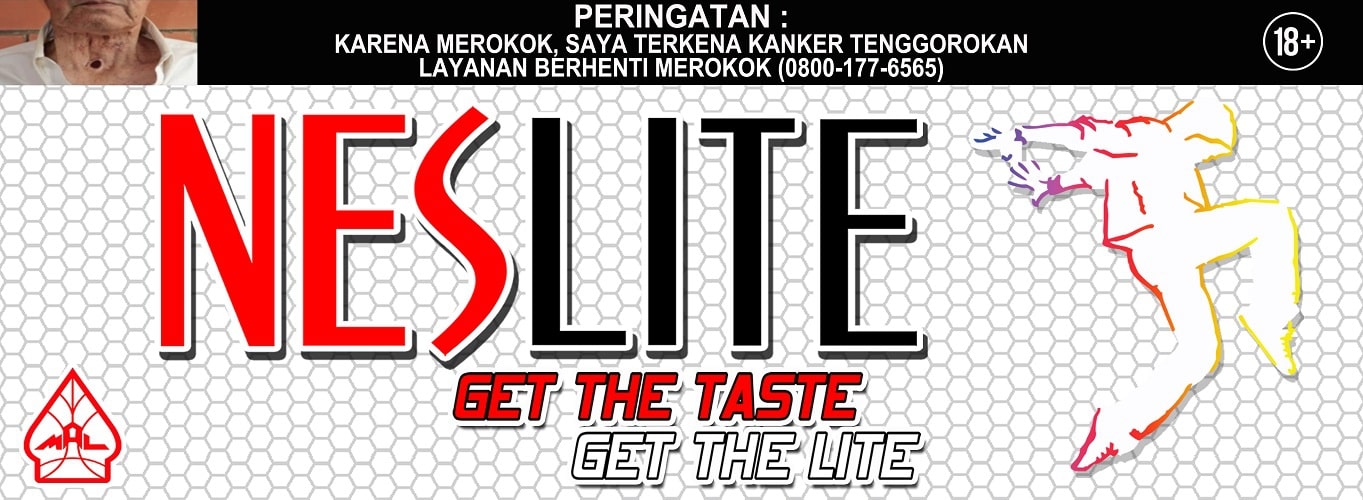 PERINGATAN :
KARENA MEROKOK, SAYA TERKENA KANKER TENGGOROKAN
LAYANAN BERHENTI MEROKOK (0800-177-6565)
18+
NESLITE
GET THE TASTE
GET THE LITE
MAL